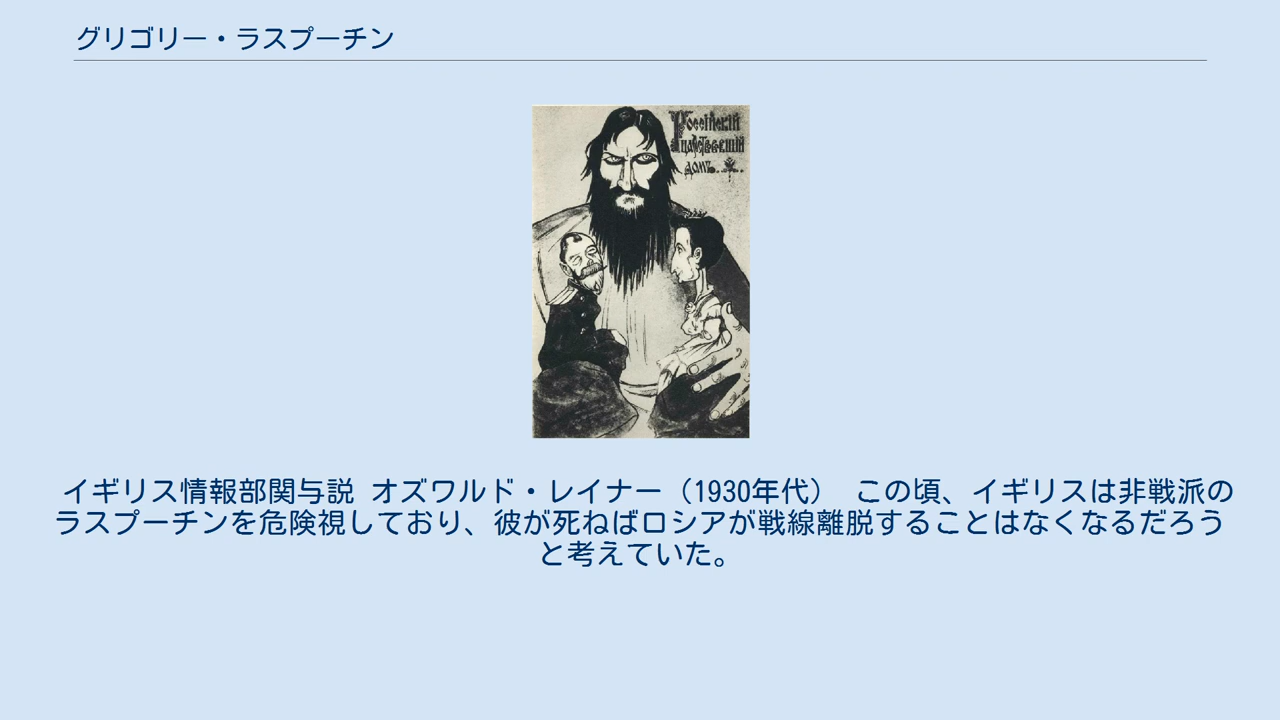 グリゴリー・ラスプーチン
Россійскій
царствовавшій
домъ...
イギリス情報部関与説 オズワルド・レイナー（1930年代） この頃、イギリスは非戦派の
ラスプーチンを危険視しており、彼が死ねばロシアが戦線離脱することはなくなるだろう
と考えていた。